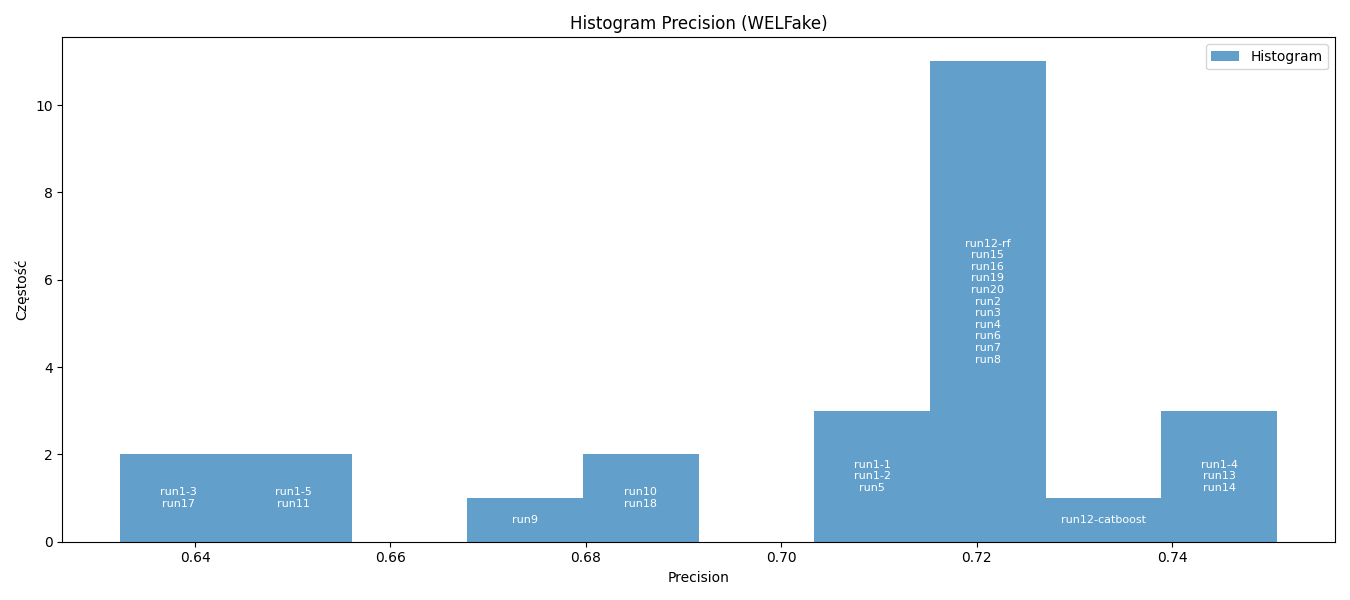 Histogram Precision (WELFake)
Histogram
Częstość
10
8
6
4
2
0
run1-3
run17
run1-5
run11
run9
run10
run18
run1-1
run1-2
run5
run12-rf
run15
run16
run19
run20
run2
run3
run4
run6
run7
run8
run12-catboost
run1-4
run13
run14
0.64
0.66
0.68
0.70
0.72
0.74
Precision